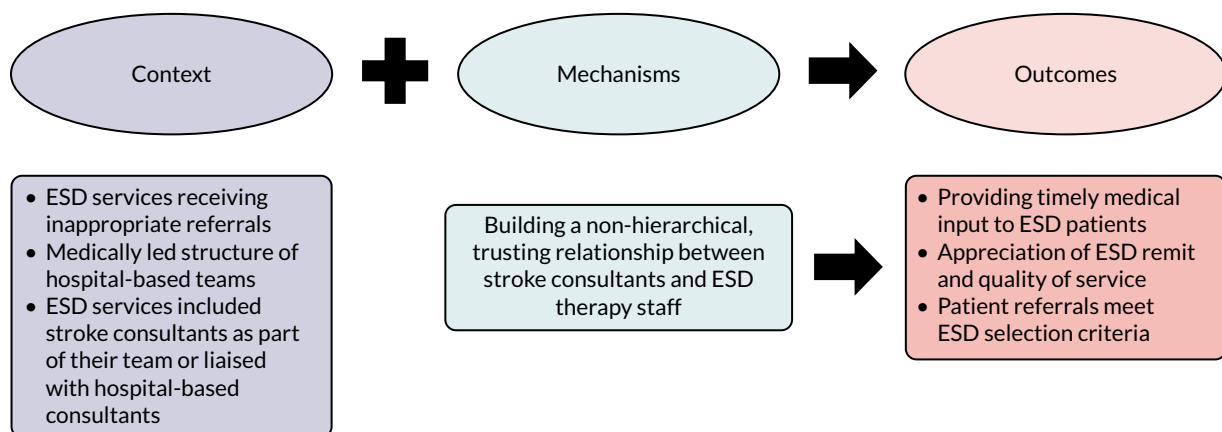 Context
Mechanisms
Outcomes
• ESD services receiving
inappropriate referrals
• Medically led structure of
hospital-based teams
• ESD services included
stroke consultants as part
of their team or liaised
with hospital-based
consultants
Building a non-hierarchical,
trusting relationship between
stroke consultants and ESD
therapy staff
• Providing timely medical
input to ESD patients
• Appreciation of ESD remit
and quality of service
• Patient referrals meet
ESD selection criteria